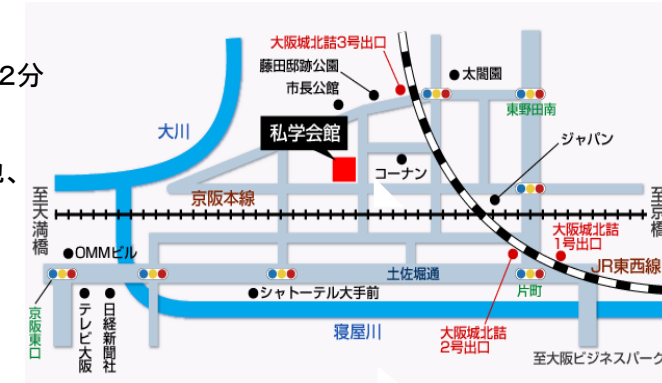 2分
地、
大阪城北詰3号出口
藤田邸跡公園
市長公館
太閤園
東野田南
大川
私学会館
ジャパン
コーナン
京阪本線
至天満橋
至京橋
OMMビル
大阪城北詰
1号出口
JR東西線
土佐堀通
片町
シャトーテル大手前
京阪東口
テレビ大阪
日経新聞社
寝屋川
大阪城北詰
2号出口
至大阪ビジネスパーク